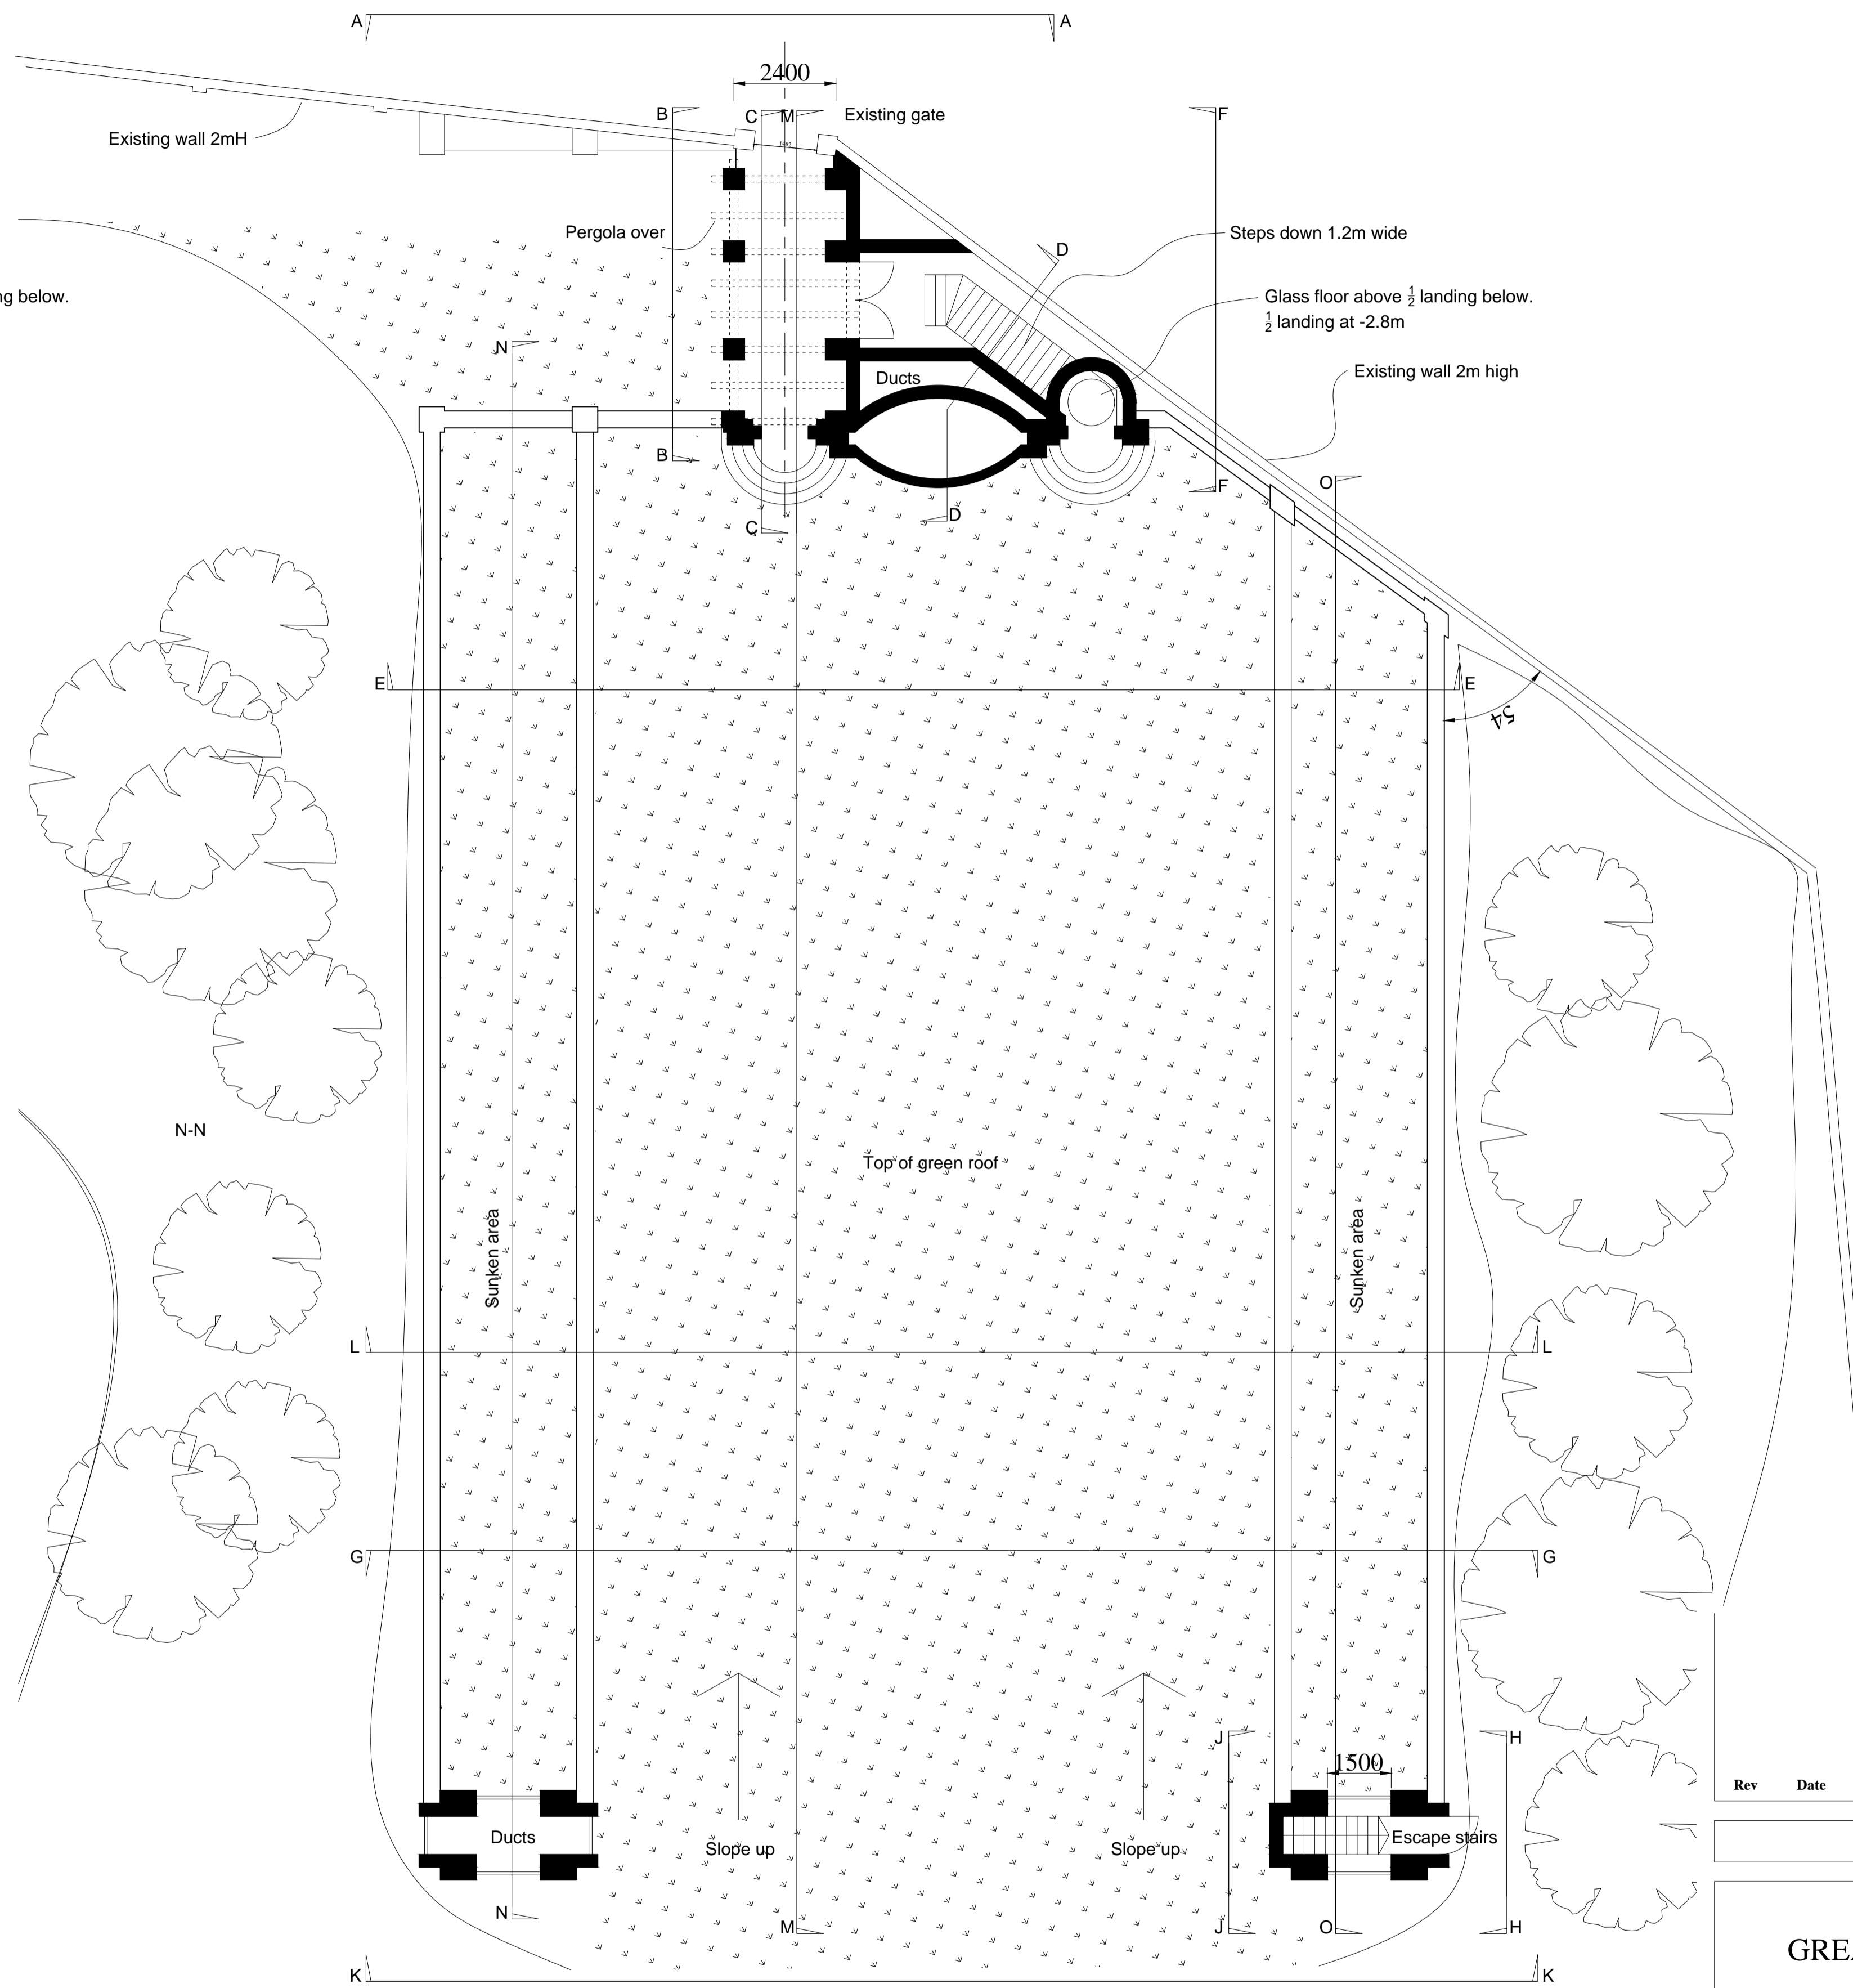 A
A
2400
B
C
M
Existing gate
F
Existing wall 2mH
Pergola over
Steps down 1.2m wide
D
ng below.
Glass floor above 1/2 landing below.
1/2 landing at -2.8m
N
Existing wall 2m high
Ducts
B
O
F
C
D
E
E
54
N-N
Top of green roof
Sunken area
Sunken area
L
L
G
G
J
H
1500
Rev Date
Ducts
Slope up
Slope up
Escape stairs
N
M
J
O
H
GREA
K
K